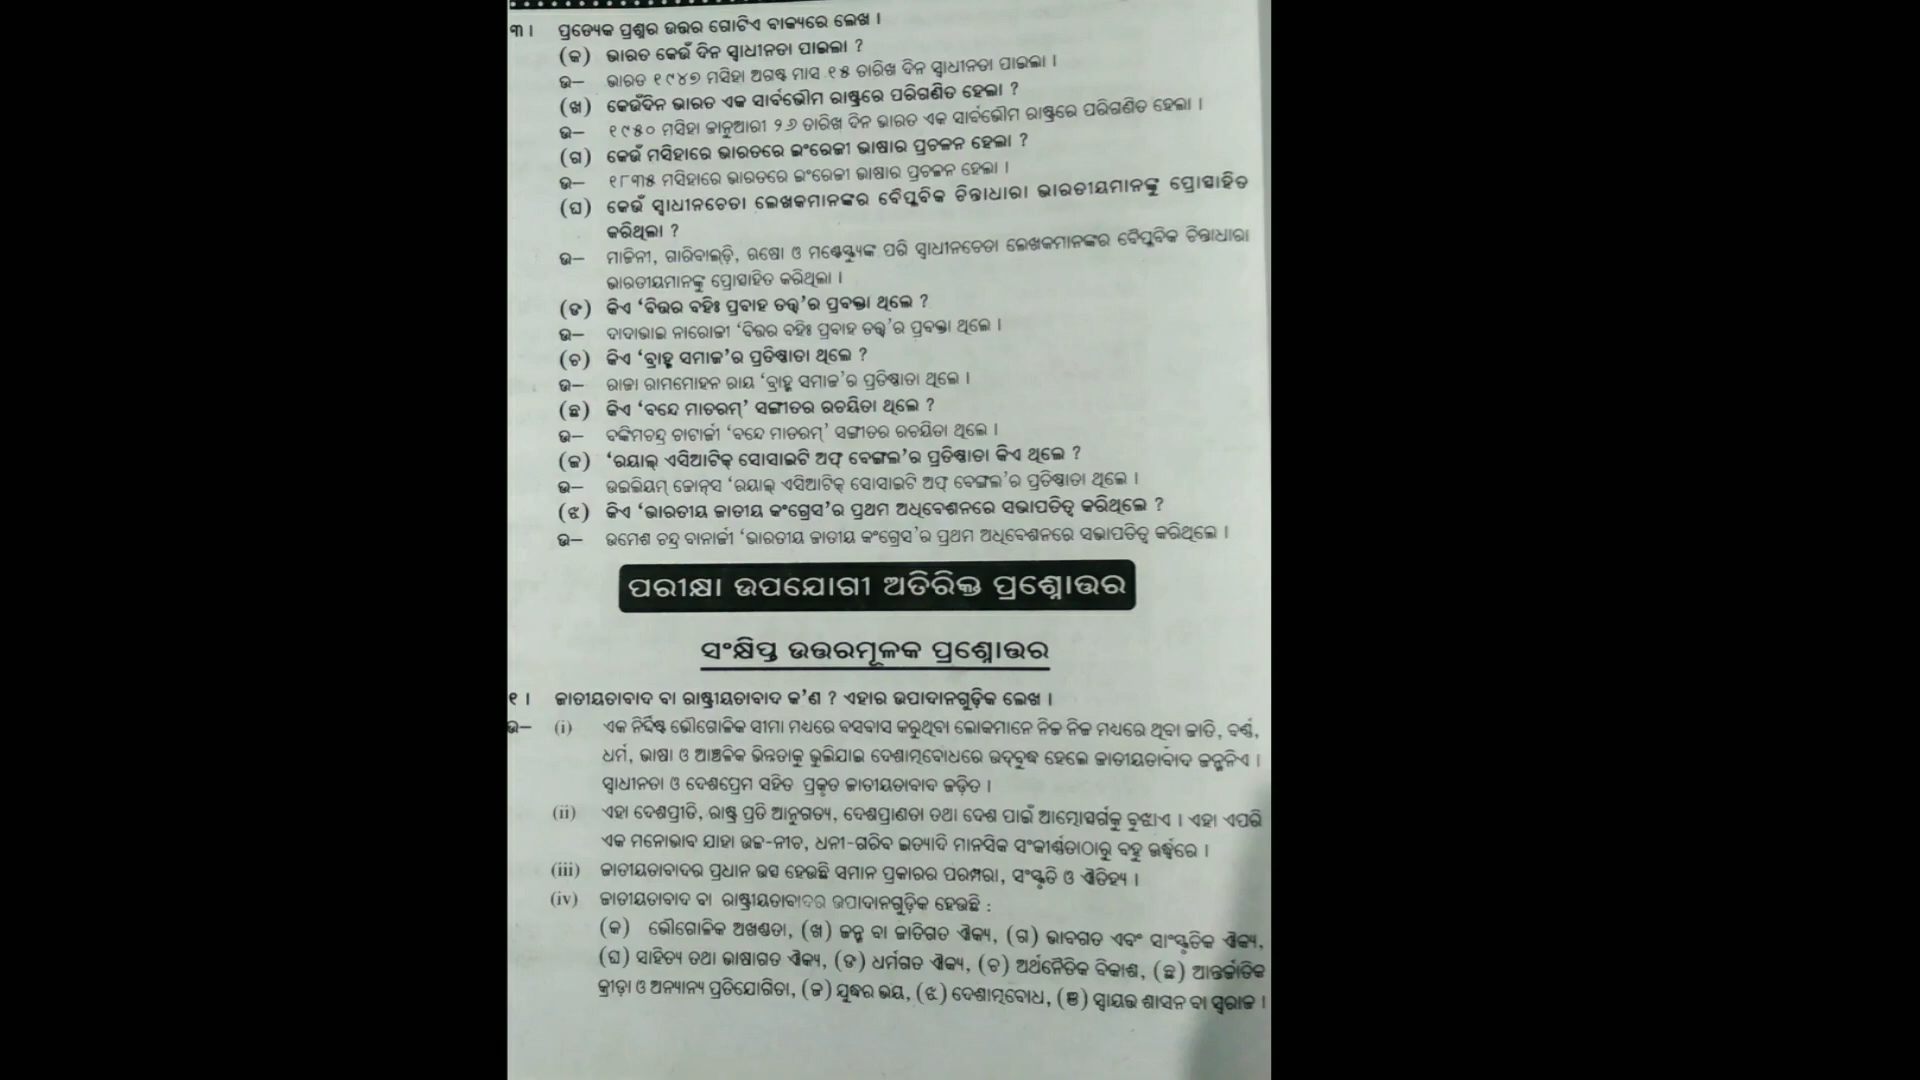 ୩। ପ୍ରତ୍ୟେକ ପ୍ରଶ୍ନର ଉତ୍ତର ଗୋଟିଏ ବାକ୍ୟରେ ଲେଖ ।
(କ) ଭାରତ କେଉଁ ଦିନ ସ୍ୱାଧୀନତା ପାଇଲା ?
ଉ– ଭାରତ ୧୯୪୭ ମସିହା ଅଗଷ୍ଟ ମାସ ୧୫ ତାରିଖ ଦିନ ସ୍ୱାଧୀନତା ପାଇଲା ।
(ଖ) କେଉଁଦିନ ଭାରତ ଏକ ସାର୍ବଭୌମ ରାଷ୍ଟ୍ରରେ ପରିଗଣିତ ହେଲା ?
ଉ– ୧୯୫୦ ମସିହା ଜାନୁଆରୀ ୨୬ ତାରିଖ ଦିନ ଭାରତ ଏକ ସାର୍ବଭୌମ ରାଷ୍ଟ୍ରରେ ପରିଗଣିତ ହେଲା ।
(ଗ) କେଉଁ ମସିହାରେ ଭାରତରେ ଇଂରେଜୀ ଭାଷାର ପ୍ରଚଳନ ହେଲା ?
ଉ– ୧୮୩୫ ମସିହାରେ ଭାରତରେ ଇଂରେଜୀ ଭାଷାର ପ୍ରଚଳନ ହେଲା ।
(ଘ) କେଉଁ ସ୍ୱାଧୀନଚେତା ଲେଖକମାନଙ୍କର ବୈପ୍ଳବିକ ଚିନ୍ତାଧାରା ଭାରତୀୟମାନଙ୍କୁ ପ୍ରୋତ୍ସାହିତ
କରିଥିଲା ?
ଉ– ମାଜିନୀ, ଗାରିବାଲ୍‌ଡ଼ି, ଋଷୋ ଓ ମଣ୍ଟେସ୍କ୍ୟୁଙ୍କ ପରି ସ୍ୱାଧୀନଚେତା ଲେଖକମାନଙ୍କର ବୈପ୍ଳବିକ ଚିନ୍ତାଧାରା
ଭାରତୀୟମାନଙ୍କୁ ପ୍ରୋତ୍ସାହିତ କରିଥିଲା ।
(ଙ) କିଏ ‘ବିତ୍ତର ବହିଃ ପ୍ରବାହ ତତ୍ତ୍ୱ’ର ପ୍ରବକ୍ତା ଥିଲେ ?
ଉ– ଦାଦାଭାଇ ନାରୋଜୀ ‘ବିତ୍ତର ବହିଃ ପ୍ରବାହ ତତ୍ତ୍ୱ’ର ପ୍ରବକ୍ତା ଥିଲେ ।
(ଚ) କିଏ ‘ବ୍ରାହ୍ମ ସମାଜ’ର ପ୍ରତିଷ୍ଠାତା ଥିଲେ ?
ଉ– ରାଜା ରାମମୋହନ ରାୟ ‘ବ୍ରାହ୍ମ ସମାଜ’ର ପ୍ରତିଷ୍ଠାତା ଥିଲେ ।
(ଛ) କିଏ ‘ବନ୍ଦେ ମାତରମ୍’ ସଙ୍ଗୀତର ରଚୟିତା ଥିଲେ ?
ଉ– ବଙ୍କିମଚନ୍ଦ୍ର ଚାଟାର୍ଜୀ ‘ବନ୍ଦେ ମାତରମ୍’ ସଙ୍ଗୀତର ରଚୟିତା ଥିଲେ ।
(ଜ) ‘ରୟାଲ୍ ଏସିଆଟିକ୍ ସୋସାଇଟି ଅଫ୍ ବେଙ୍ଗଲ’ର ପ୍ରତିଷ୍ଠାତା କିଏ ଥିଲେ ?
ଉ– ଉଇଲିୟମ୍ ଜୋନ୍‌ସ ‘ରୟାଲ୍ ଏସିଆଟିକ୍ ସୋସାଇଟି ଅଫ୍ ବେଙ୍ଗଲ’ର ପ୍ରତିଷ୍ଠାତା ଥିଲେ ।
(ଝ) କିଏ ‘ଭାରତୀୟ ଜାତୀୟ କଂଗ୍ରେସ’ର ପ୍ରଥମ ଅଧିବେଶନରେ ସଭାପତିତ୍ୱ କରିଥିଲେ ?
ଉ– ଉମେଶ ଚନ୍ଦ୍ର ବାନାର୍ଜୀ ‘ଭାରତୀୟ ଜାତୀୟ କଂଗ୍ରେସ’ର ପ୍ରଥମ ଅଧିବେଶନରେ ସଭାପତିତ୍ୱ କରିଥିଲେ ।
ପରୀକ୍ଷା ଉପଯୋଗୀ ଅତିରିକ୍ତ ପ୍ରଶ୍ନୋତ୍ତର
ସଂକ୍ଷିପ୍ତ ଉତ୍ତରମୂଳକ ପ୍ରଶ୍ନୋତ୍ତର
୧। ଜାତୀୟତାବାଦ ବା ରାଷ୍ଟ୍ରୀୟତାବାଦ କ’ଣ ? ଏହାର ଉପାଦାନଗୁଡ଼ିକ ଲେଖ ।
ଉ– (i) ଏକ ନିର୍ଦ୍ଦିଷ୍ଟ ଭୌଗୋଳିକ ସୀମା ମଧ୍ୟରେ ବସବାସ କରୁଥିବା ଲୋକମାନେ ନିଜ ନିଜ ମଧ୍ୟରେ ଥିବା ଜାତି, ବର୍ଣ୍ଣ,
ଧର୍ମ, ଭାଷା ଓ ଆଞ୍ଚଳିକ ଭିନ୍ନତାକୁ ଭୁଲିଯାଇ ଦେଶାତ୍ମବୋଧରେ ଉଦ୍‌ବୁଦ୍ଧ ହେଲେ ଜାତୀୟତାବାଦ ଜନ୍ମନିଏ ।
ସ୍ୱାଧୀନତା ଓ ଦେଶପ୍ରେମ ସହିତ ପ୍ରକୃତ ଜାତୀୟତାବାଦ ଜଡ଼ିତ ।
(ii) ଏହା ଦେଶପ୍ରୀତି, ରାଷ୍ଟ୍ର ପ୍ରତି ଆନୁଗତ୍ୟ, ଦେଶପ୍ରାଣତା ତଥା ଦେଶ ପାଇଁ ଆତ୍ମୋତ୍ସର୍ଗକୁ ବୁଝାଏ । ଏହା ଏପରି
ଏକ ମନୋଭାବ ଯାହା ଉଚ୍ଚ-ନୀଚ, ଧନୀ-ଗରିବ ଇତ୍ୟାଦି ମାନସିକ ସଂକୀର୍ଣ୍ଣତାଠାରୁ ବହୁ ଊର୍ଦ୍ଧ୍ୱରେ ।
(iii) ଜାତୀୟତାବାଦର ପ୍ରଧାନ ଉତ୍ସ ହେଉଛି ସମାନ ପ୍ରକାରର ପରମ୍ପରା, ସଂସ୍କୃତି ଓ ଐତିହ୍ୟ ।
(iv) ଜାତୀୟତାବାଦ ବା ରାଷ୍ଟ୍ରୀୟତାବାଦର ଉପାଦାନଗୁଡ଼ିକ ହେଉଛି :
(କ) ଭୌଗୋଳିକ ଅଖଣ୍ଡତା, (ଖ) ଜନ୍ମ ବା ଜାତିଗତ ଐକ୍ୟ, (ଗ) ଭାବଗତ ଏବଂ ସାଂସ୍କୃତିକ ଐକ୍ୟ,
(ଘ) ସାହିତ୍ୟ ତଥା ଭାଷାଗତ ଐକ୍ୟ, (ଙ) ଧର୍ମଗତ ଐକ୍ୟ, (ଚ) ଅର୍ଥନୈତିକ ବିକାଶ, (ଛ) ଆନ୍ତର୍ଜାତିକ
କ୍ରୀଡ଼ା ଓ ଅନ୍ୟାନ୍ୟ ପ୍ରତିଯୋଗିତା, (ଜ) ଯୁଦ୍ଧର ଭୟ, (ଝ) ଦେଶାତ୍ମବୋଧ, (ଞ) ସ୍ୱାୟତ୍ତ ଶାସନ ବା ସ୍ୱରାଜ ।